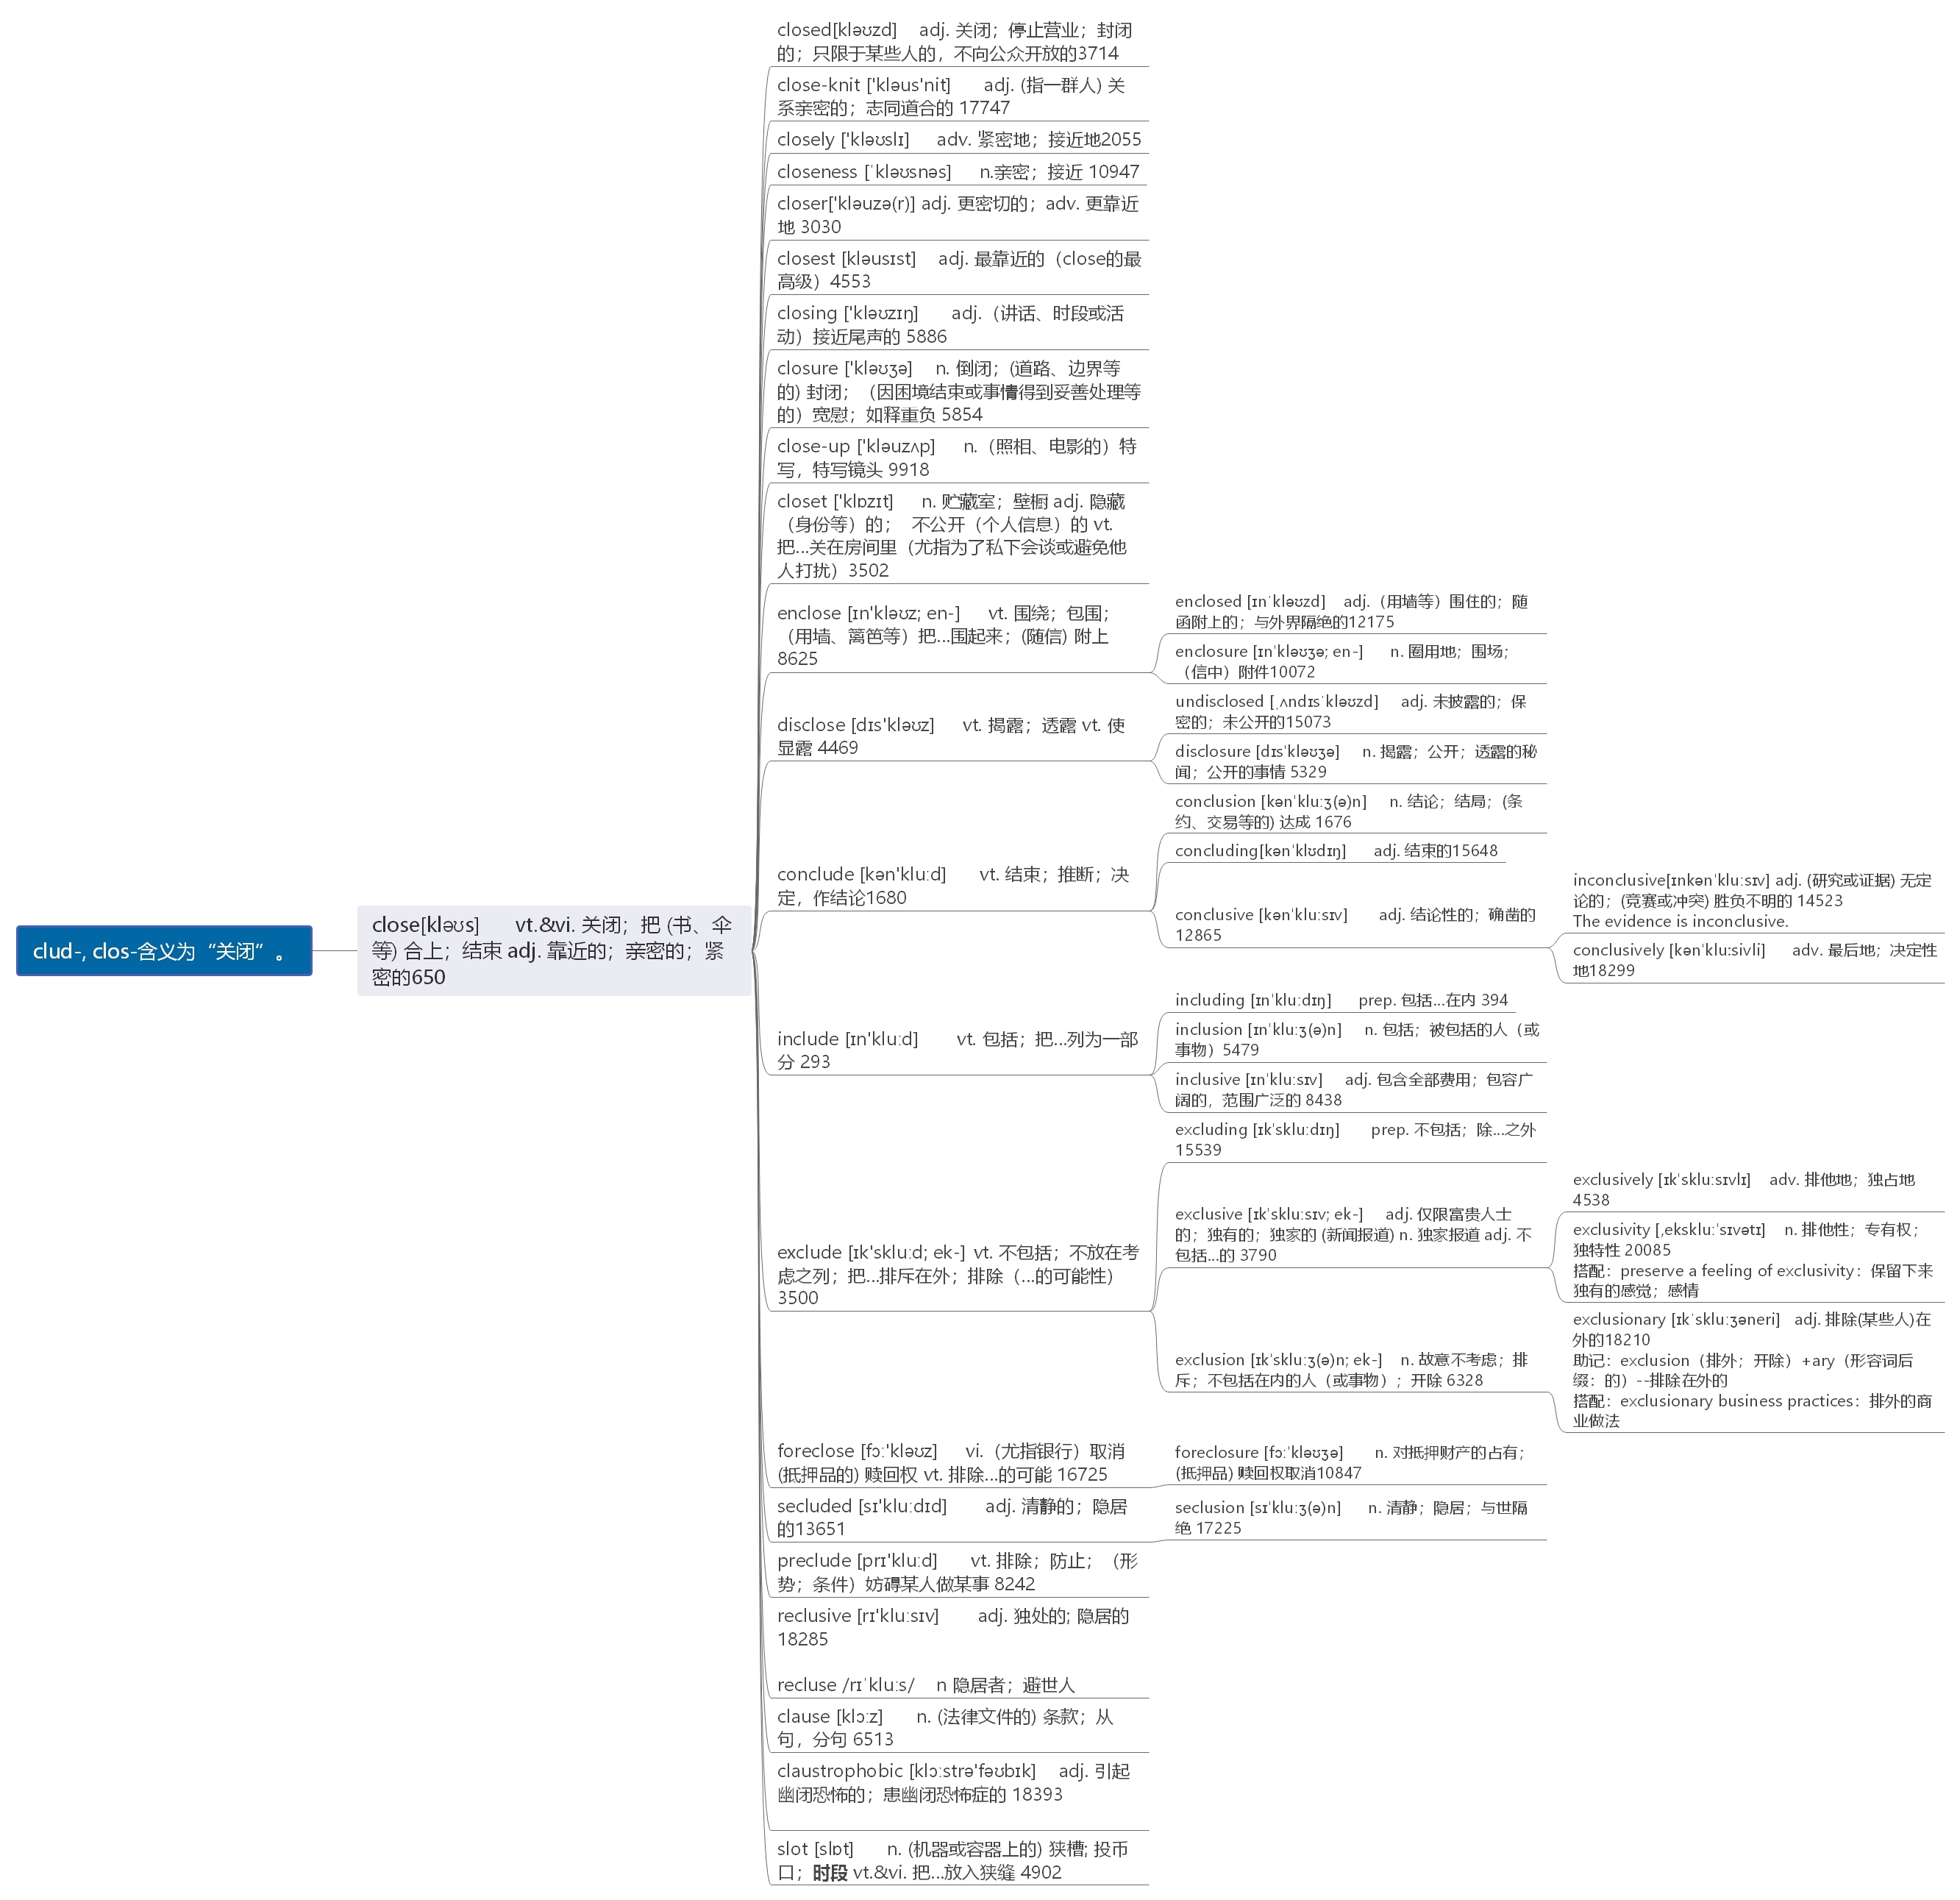 clud-, clos-含义为“关闭”。
close[kləʊs]      vt.&vi. 关闭；把 (书、伞
等) 合上；结束 adj. 靠近的；亲密的；紧
密的650
closed[kləʊzd]    adj. 关闭；停止营业；封闭
的；只限于某些人的，不向公众开放的3714
close-knit ['kləus'nit]      adj. (指一群人) 关
系亲密的；志同道合的 17747
closely ['kləʊslɪ]     adv. 紧密地；接近地2055
closeness [ˈkləʊsnəs]     n.亲密；接近 10947
closer['kləuzə(r)] adj. 更密切的；adv. 更靠近
地 3030
closest [kləusɪst]    adj. 最靠近的（close的最
高级）4553
closing ['kləʊzɪŋ]      adj.（讲话、时段或活
动）接近尾声的 5886
closure ['kləʊʒə]    n. 倒闭；(道路、边界等
的) 封闭；（因困境结束或事情得到妥善处理等
的）宽慰；如释重负 5854
close-up ['kləuzʌp]     n.（照相、电影的）特
写，特写镜头 9918
closet ['klɒzɪt]     n. 贮藏室；壁橱 adj. 隐藏
（身份等）的；  不公开（个人信息）的 vt.
把…关在房间里（尤指为了私下会谈或避免他
人打扰）3502
enclose [ɪn'kləʊz; en-]     vt. 围绕；包围；
（用墙、篱笆等）把…围起来；(随信) 附上
8625
enclosed [ɪnˈkləʊzd]    adj.（用墙等）围住的；随
函附上的；与外界隔绝的12175
enclosure [ɪnˈkləʊʒə; en-]      n. 圈用地；围场；
（信中）附件10072
disclose [dɪs'kləʊz]     vt. 揭露；透露 vt. 使
显露 4469
undisclosed [ˌʌndɪsˈkləʊzd]     adj. 未披露的；保
密的；未公开的15073
disclosure [dɪsˈkləʊʒə]     n. 揭露；公开；透露的秘
闻；公开的事情 5329
conclude [kən'kluːd]      vt. 结束；推断；决
定，作结论1680
conclusion [kənˈkluːʒ(ə)n]     n. 结论；结局；(条
约、交易等的) 达成 1676
concluding[kənˈklʊdɪŋ]      adj. 结束的15648
conclusive [kənˈkluːsɪv]       adj. 结论性的；确凿的
12865
inconclusive[ɪnkənˈkluːsɪv] adj. (研究或证据) 无定
论的；(竞赛或冲突) 胜负不明的 14523
The evidence is inconclusive.
conclusively [kənˈkluːsivli]      adv. 最后地；决定性
地18299
include [ɪn'kluːd]       vt. 包括；把…列为一部
分 293
including [ɪnˈkluːdɪŋ]      prep. 包括…在内 394
inclusion [ɪnˈkluːʒ(ə)n]     n. 包括；被包括的人（或
事物）5479
inclusive [ɪnˈkluːsɪv]     adj. 包含全部费用；包容广
阔的，范围广泛的 8438
exclude [ɪk'skluːd; ek-]  vt. 不包括；不放在考
虑之列；把…排斥在外；排除（…的可能性）
3500
excluding [ɪkˈskluːdɪŋ]       prep. 不包括；除…之外
15539
exclusive [ɪkˈskluːsɪv; ek-]     adj. 仅限富贵人士
的；独有的；独家的 (新闻报道) n. 独家报道 adj. 不
包括…的 3790
exclusively [ɪkˈskluːsɪvlɪ]    adv. 排他地；独占地
4538
exclusivity [ˌekskluːˈsɪvətɪ]    n. 排他性；专有权；
独特性 20085
搭配：preserve a feeling of exclusivity：保留下来
独有的感觉；感情
exclusion [ɪkˈskluːʒ(ə)n; ek-]    n. 故意不考虑；排
斥；不包括在内的人（或事物）；开除 6328
exclusionary [ɪkˈskluːʒəneri]   adj. 排除(某些人)在
外的18210
助记：exclusion（排外；开除）+ary（形容词后
缀：的）--排除在外的
搭配：exclusionary business practices：排外的商
业做法
foreclose [fɔː'kləʊz]     vi.（尤指银行）取消
(抵押品的) 赎回权 vt. 排除…的可能 16725
foreclosure [fɔːˈkləʊʒə]       n. 对抵押财产的占有；
(抵押品) 赎回权取消10847
secluded [sɪ'kluːdɪd]       adj. 清静的；隐居
的13651
seclusion [sɪˈkluːʒ(ə)n]      n. 清静；隐居；与世隔
绝 17225
preclude [prɪ'kluːd]      vt. 排除；防止；（形
势；条件）妨碍某人做某事 8242
reclusive [rɪ'kluːsɪv]       adj. 独处的; 隐居的
18285
recluse /rɪˈkluːs/    n 隐居者；避世人
clause [klɔːz]      n. (法律文件的) 条款；从
句，分句 6513
claustrophobic [klɔːstrə'fəʊbɪk]    adj. 引起
幽闭恐怖的；患幽闭恐怖症的 18393
slot [slɒt]      n. (机器或容器上的) 狭槽; 投币
口；时段 vt.&vi. 把…放入狭缝 4902